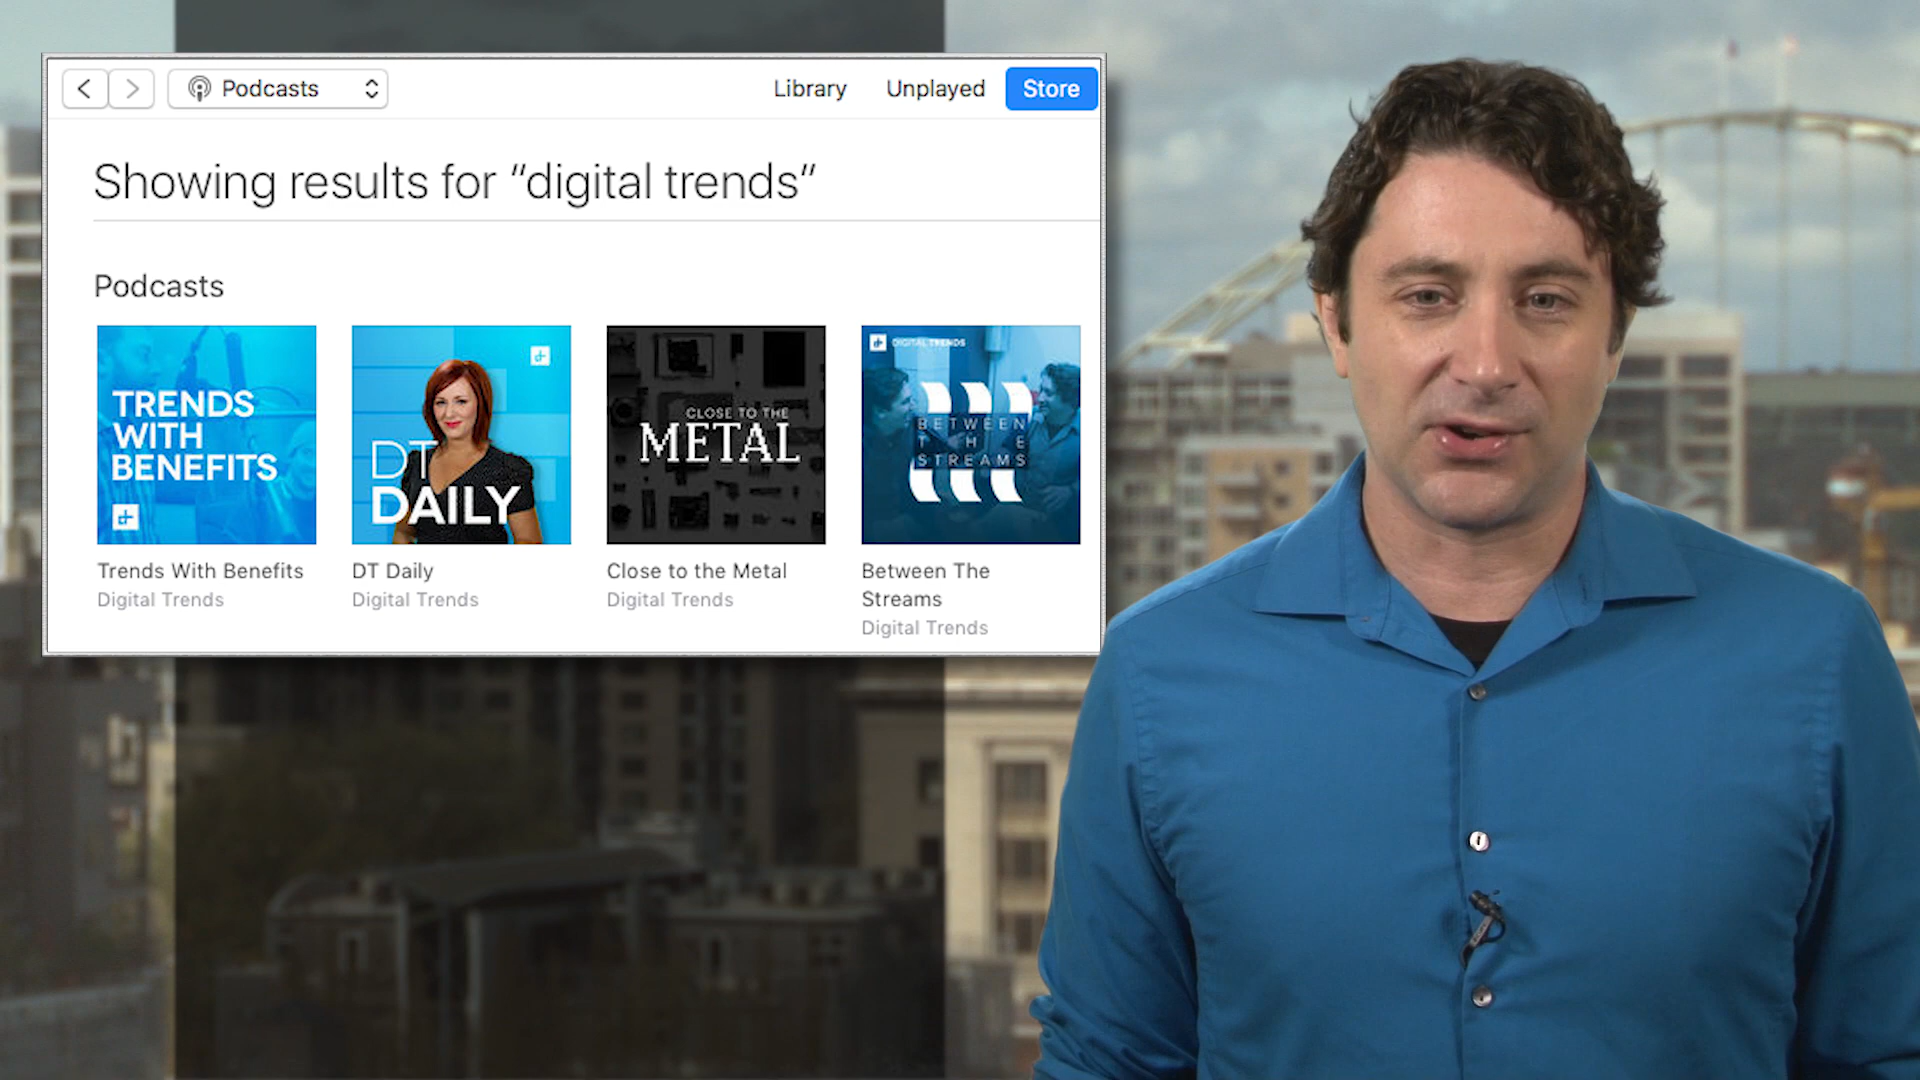 Podcasts
Library
Unplayed
Store
Showing results for “digital trends”
Podcasts
TRENDS
WITH
BENEFITS
DT
DAILY
CLOSE TO THE
METAL
DIGITAL TRENDS
BETWEEN
THE
STREAMS
Trends With Benefits
Digital Trends
DT Daily
Digital Trends
Close to the Metal
Digital Trends
Between The
Streams
Digital Trends